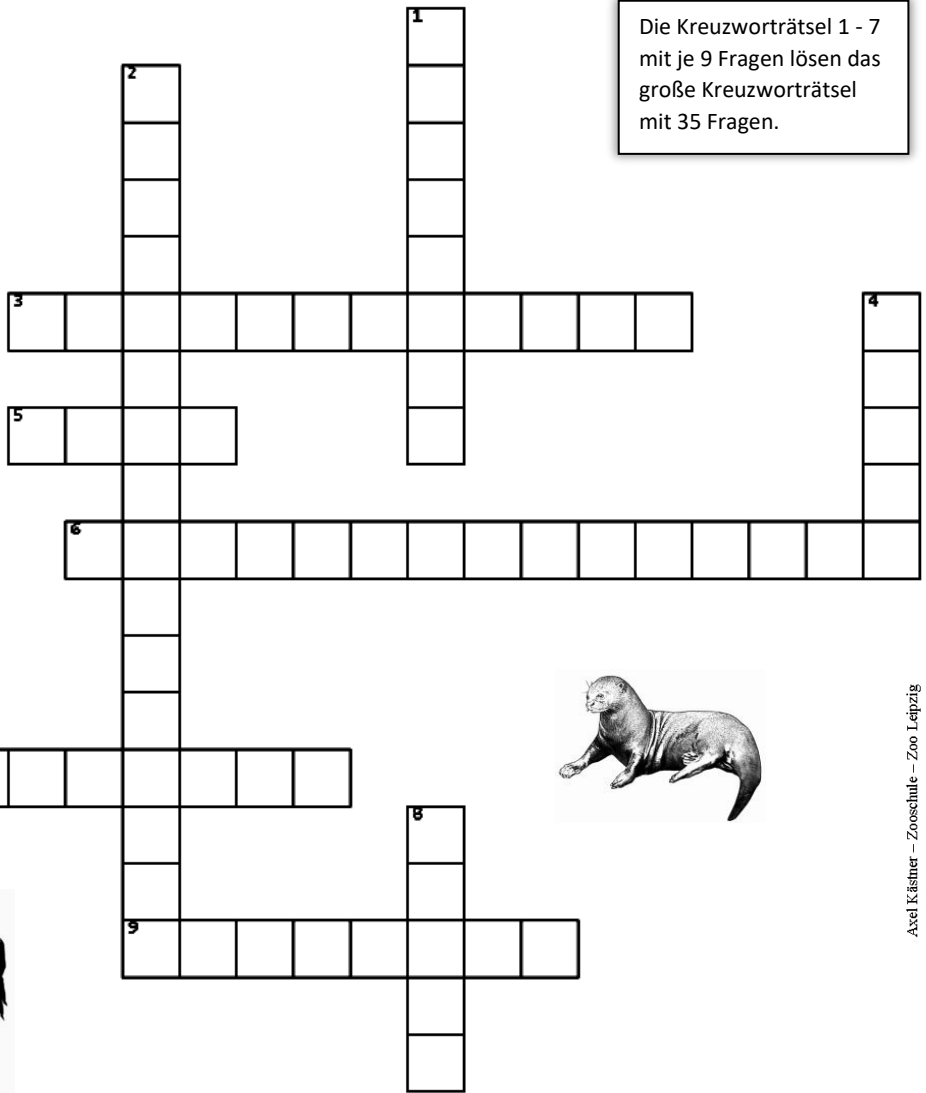 1
Die Kreuzworträtsel 1 - 7
mit je 9 Fragen lösen das
große Kreuzworträtsel
mit 35 Fragen.
2
3
4
5
6
8
9
Axel Kästner – Zooschule – Zoo Leipzig